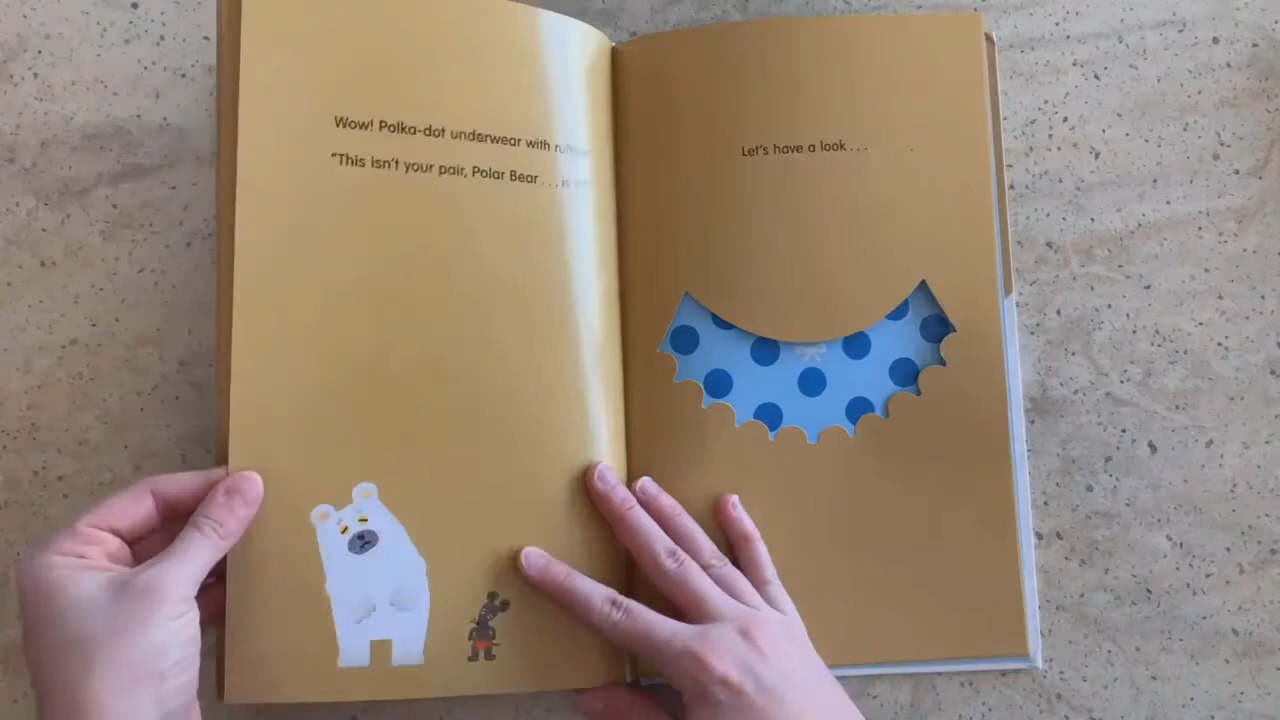 Wow! Polka-dot underwear with
"This isn't your pair, Polar Bear . . .
Let's have a look . . .